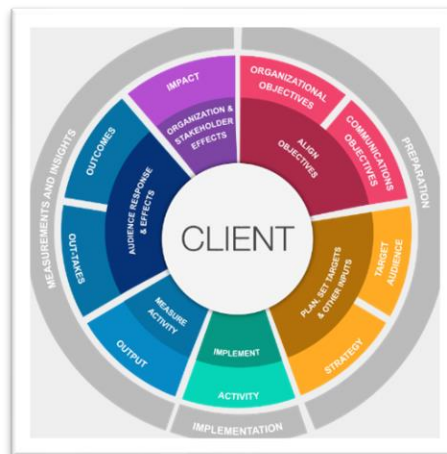 CLIENT
PREPARATION
ORGANIZATIONAL
OBJECTIVES
COMMUNICATIONS
OBJECTIVES
ALIGN
OBJECTIVES
TARGET
AUDIENCE
STRATEGY
PLAN, SET TARGETS
& OTHER INPUTS
IMPLEMENTATION
ACTIVITY
IMPLEMENT
MEASUREMENTS AND INSIGHTS
OUTPUT
MEASURE
ACTIVITY
OUT-TAKES
OUTCOMES
AUDIENCE RESPONSE
& EFFECTS
IMPACT
ORGANIZATION &
STAKEHOLDER
EFFECTS